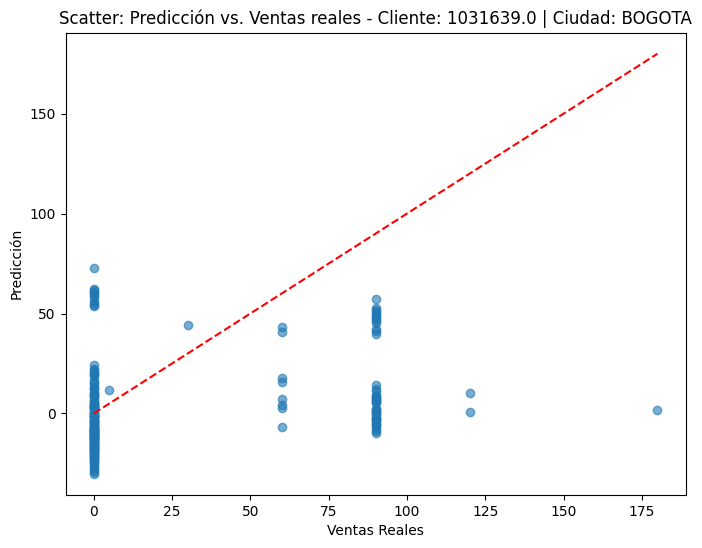 Scatter: Predicción vs. Ventas reales - Cliente: 1031639.0 | Ciudad: BOGOTA
150
100
50
0
Predicción
0 25 50 75 100 125 150 175
Ventas Reales